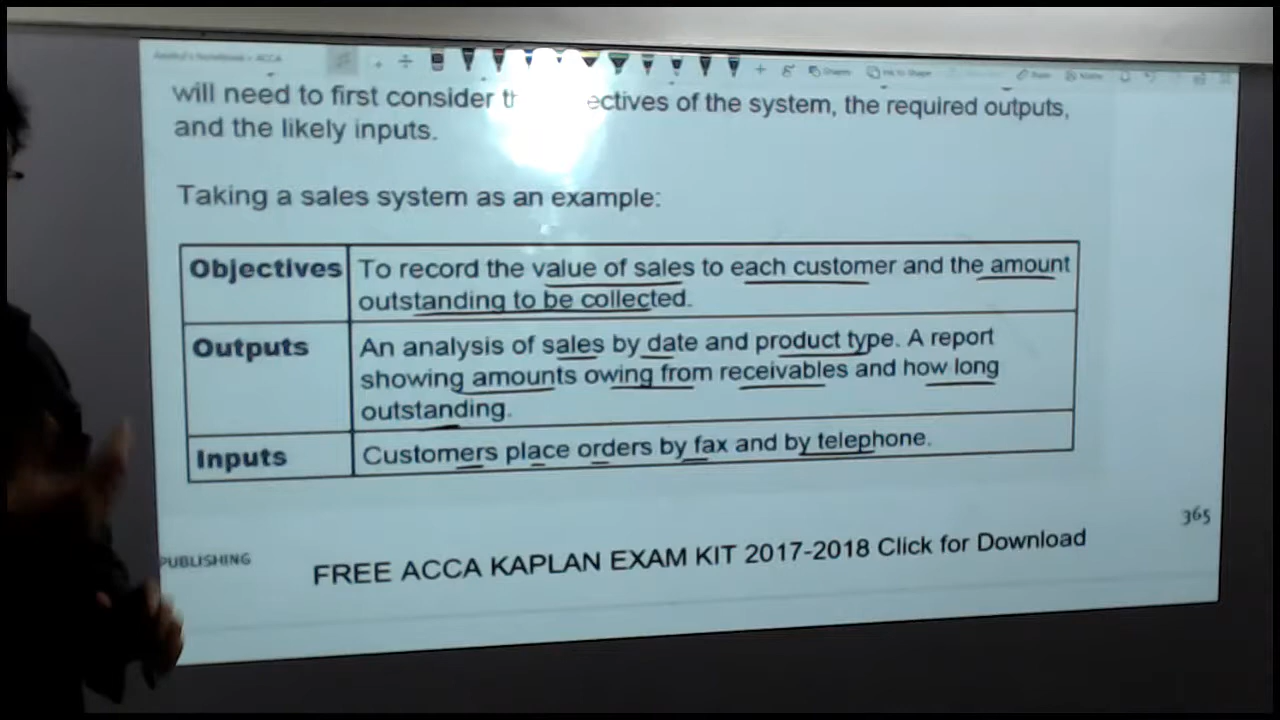 will need to first consider ectives of the system, the required outputs,
and the likely inputs.
Taking a sales system as an example:
Objectives To record the value of sales to each customer and the amount
outstanding to be collected.
Outputs An analysis of sales by date and product type. A report
showing amounts owing from receivables and how long
outstanding.
Inputs Customers place orders by fax and by telephone.
365
PUBLISHING
FREE ACCA KAPLAN EXAM KIT 2017-2018 Click for Download